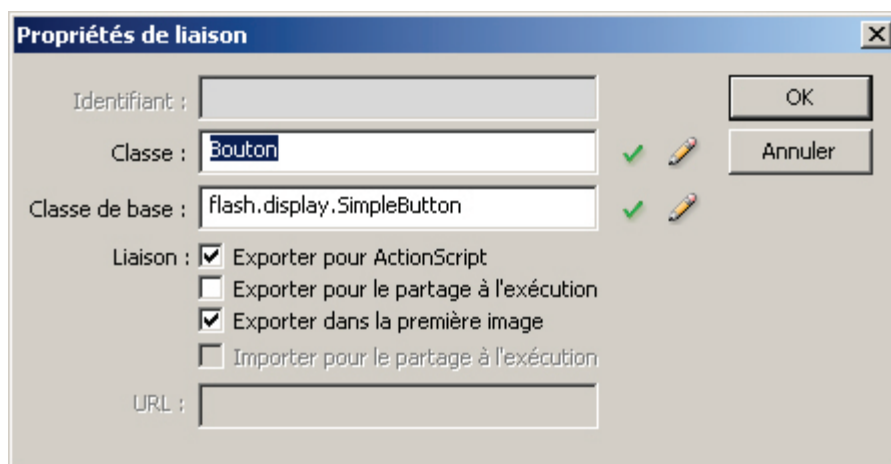 Propriétés de liaison
Identifiant :
OK
Classe : Bouton
Annuler
Classe de base : flash.display.SimpleButton
Liaison : Exporter pour ActionScript
Exporter pour le partage à l'exécution
Exporter dans la première image
Importer pour le partage à l'exécution
URL :